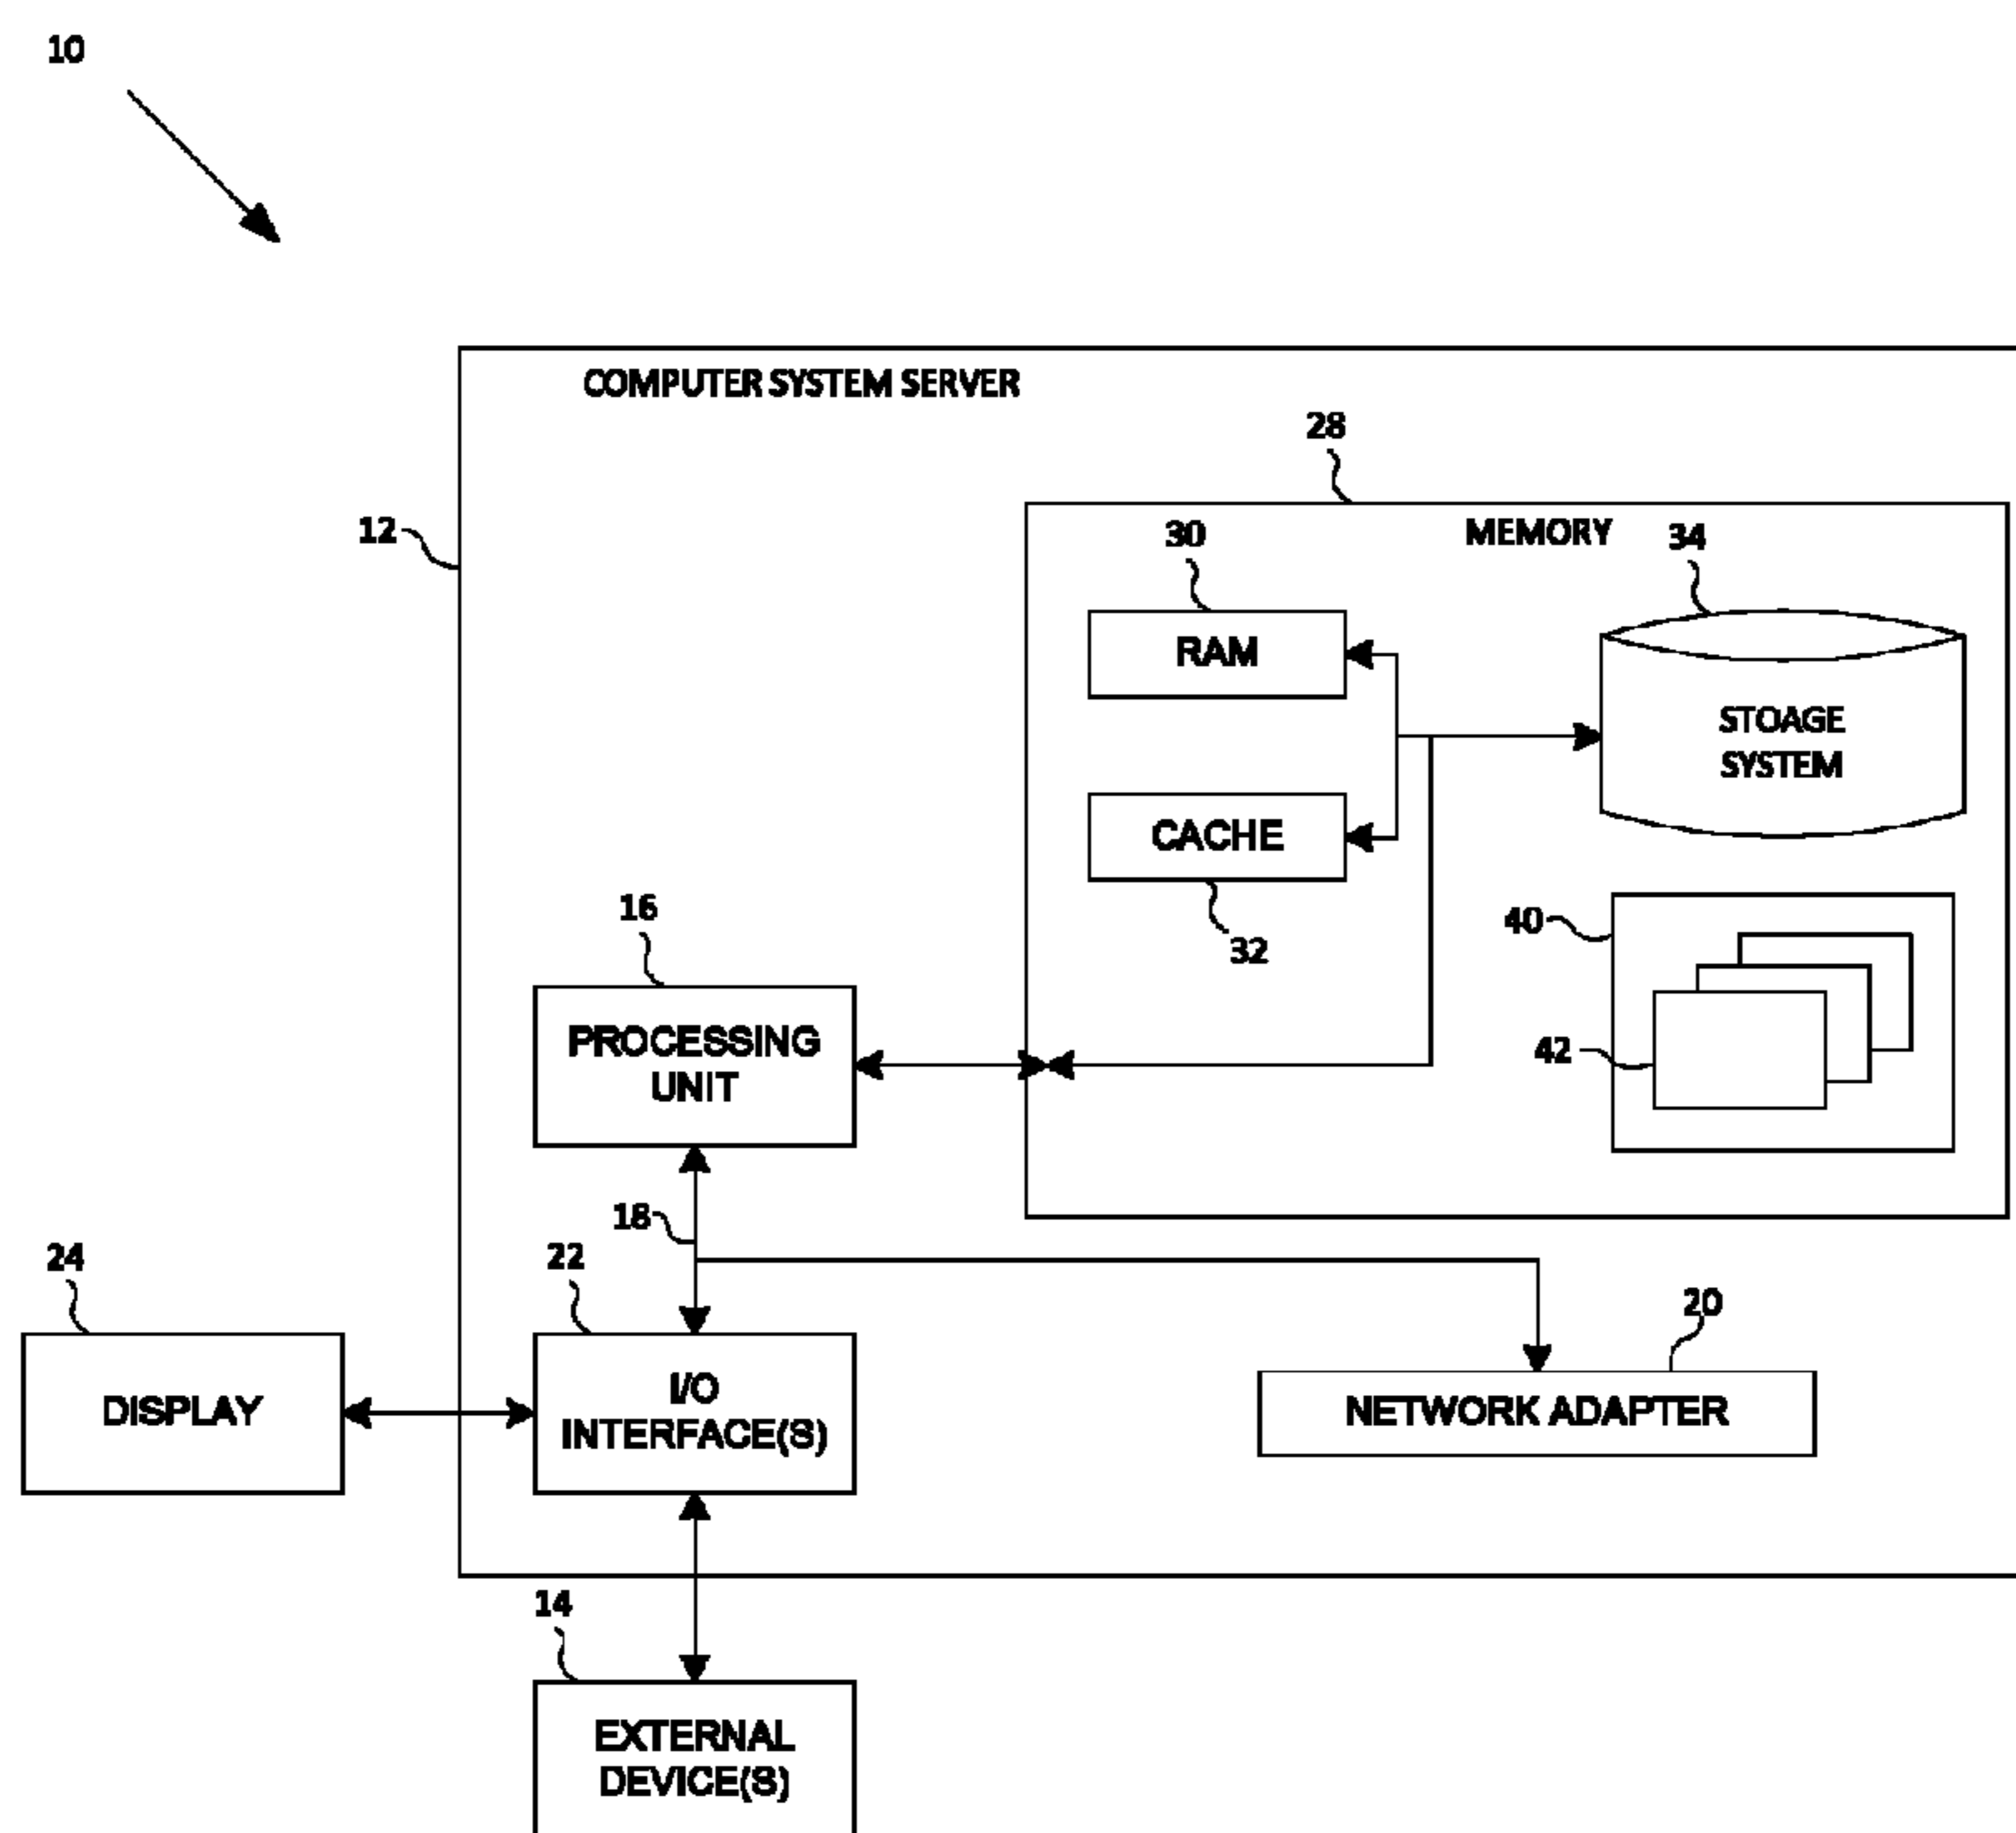 10
COMPUTER SYSTEM SERVER
28
12
MEMORY
30
34
RAM
STOAGE
SYSTEM
CACHE
32
16
40
PROCESSING
UNIT
42
18
24
22
20
DISPLAY
I/O
INTERFACE(S)
NETWORK ADAPTER
14
EXTERNAL
DEVICE(S)